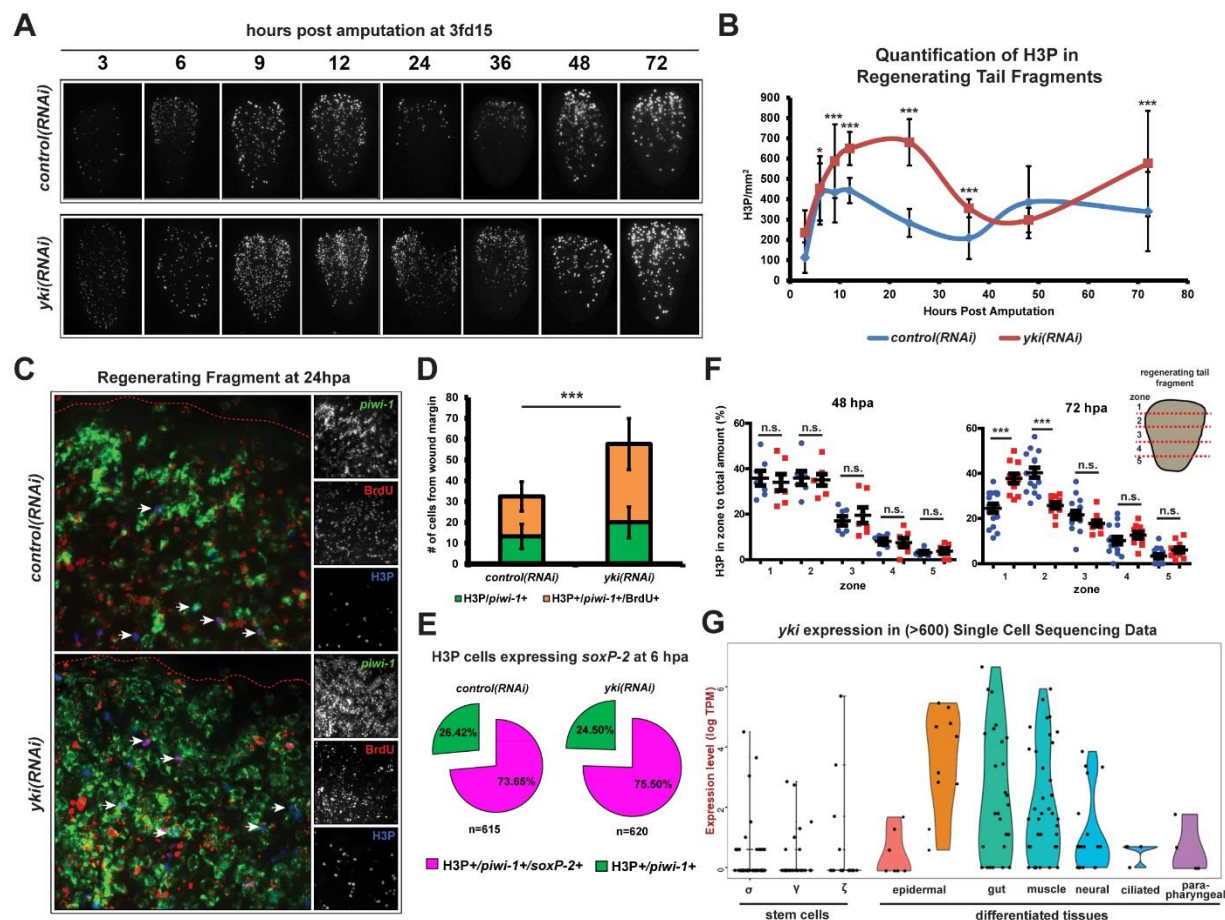 A
hours post amputation at 3fd15
3 6 9 12 24 36 48 72
control(RNAi)
yki(RNAi)
B
Quantification of H3P in
Regenerating Tail Fragments
H3P/mm²
900
800
700
600
500
400
300
200
100
0
* *** *** *** *** ***
0 10 20 30 40 50 60 70 80
Hours Post Amputation
control(RNAi) yki(RNAi)
C
Regenerating Fragment at 24hpa
control(RNAi)
piwi-1
BrdU
H3P
yki(RNAi)
piwi-1
BrdU
H3P
D
# of cells from wound margin
80
70
60
50
40
30
20
10
0
***
control(RNAi) yki(RNAi)
H3P/piwi-1+ H3P+/piwi-1+/BrdU+
E
H3P cells expressing soxP-2 at 6 hpa
control(RNAi) yki(RNAi)
26.42% 24.50%
73.65% 75.50%
n=615 n=620
H3P+/piwi-1+/soxP-2+ H3P+/piwi-1+
F
H3P in zone to total amount (%)
48 hpa
60
40
20
0
n.s. n.s. n.s. n.s. n.s.
1 2 3 4 5
zone
72 hpa
60
40
20
0
*** *** n.s. n.s. n.s.
1 2 3 4 5
zone
regenerating tail
fragment
zone
1
2
3
4
5
G
yki expression in (>600) Single Cell Sequencing Data
Expression level (log TPM)
6
4
2
0
σ γ ζ epidermal gut muscle neural ciliated para-
pharyngeal
stem cells differentiated tissues